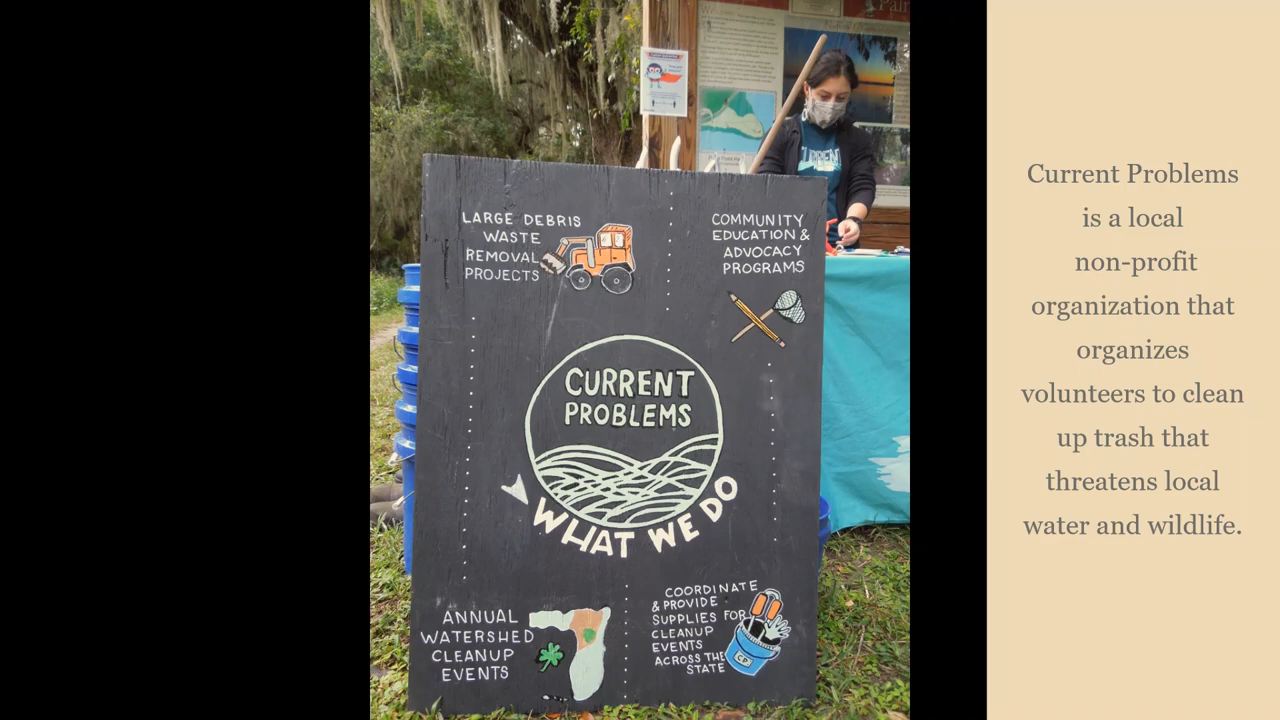 LARGE DEBRIS
WASTE
REMOVAL
PROJECTS
COMMUNITY
EDUCATION &
ADVOCACY
PROGRAMS
CURRENT
PROBLEMS
WHAT WE DO
ANNUAL
WATERSHED
CLEANUP
EVENTS
COORDINATE
& PROVIDE
SUPPLIES FOR
CLEANUP
EVENTS
ACROSS THE
STATE
CP
Current Problems
is a local
non-profit
organization that
organizes
volunteers to clean
up trash that
threatens local
water and wildlife.